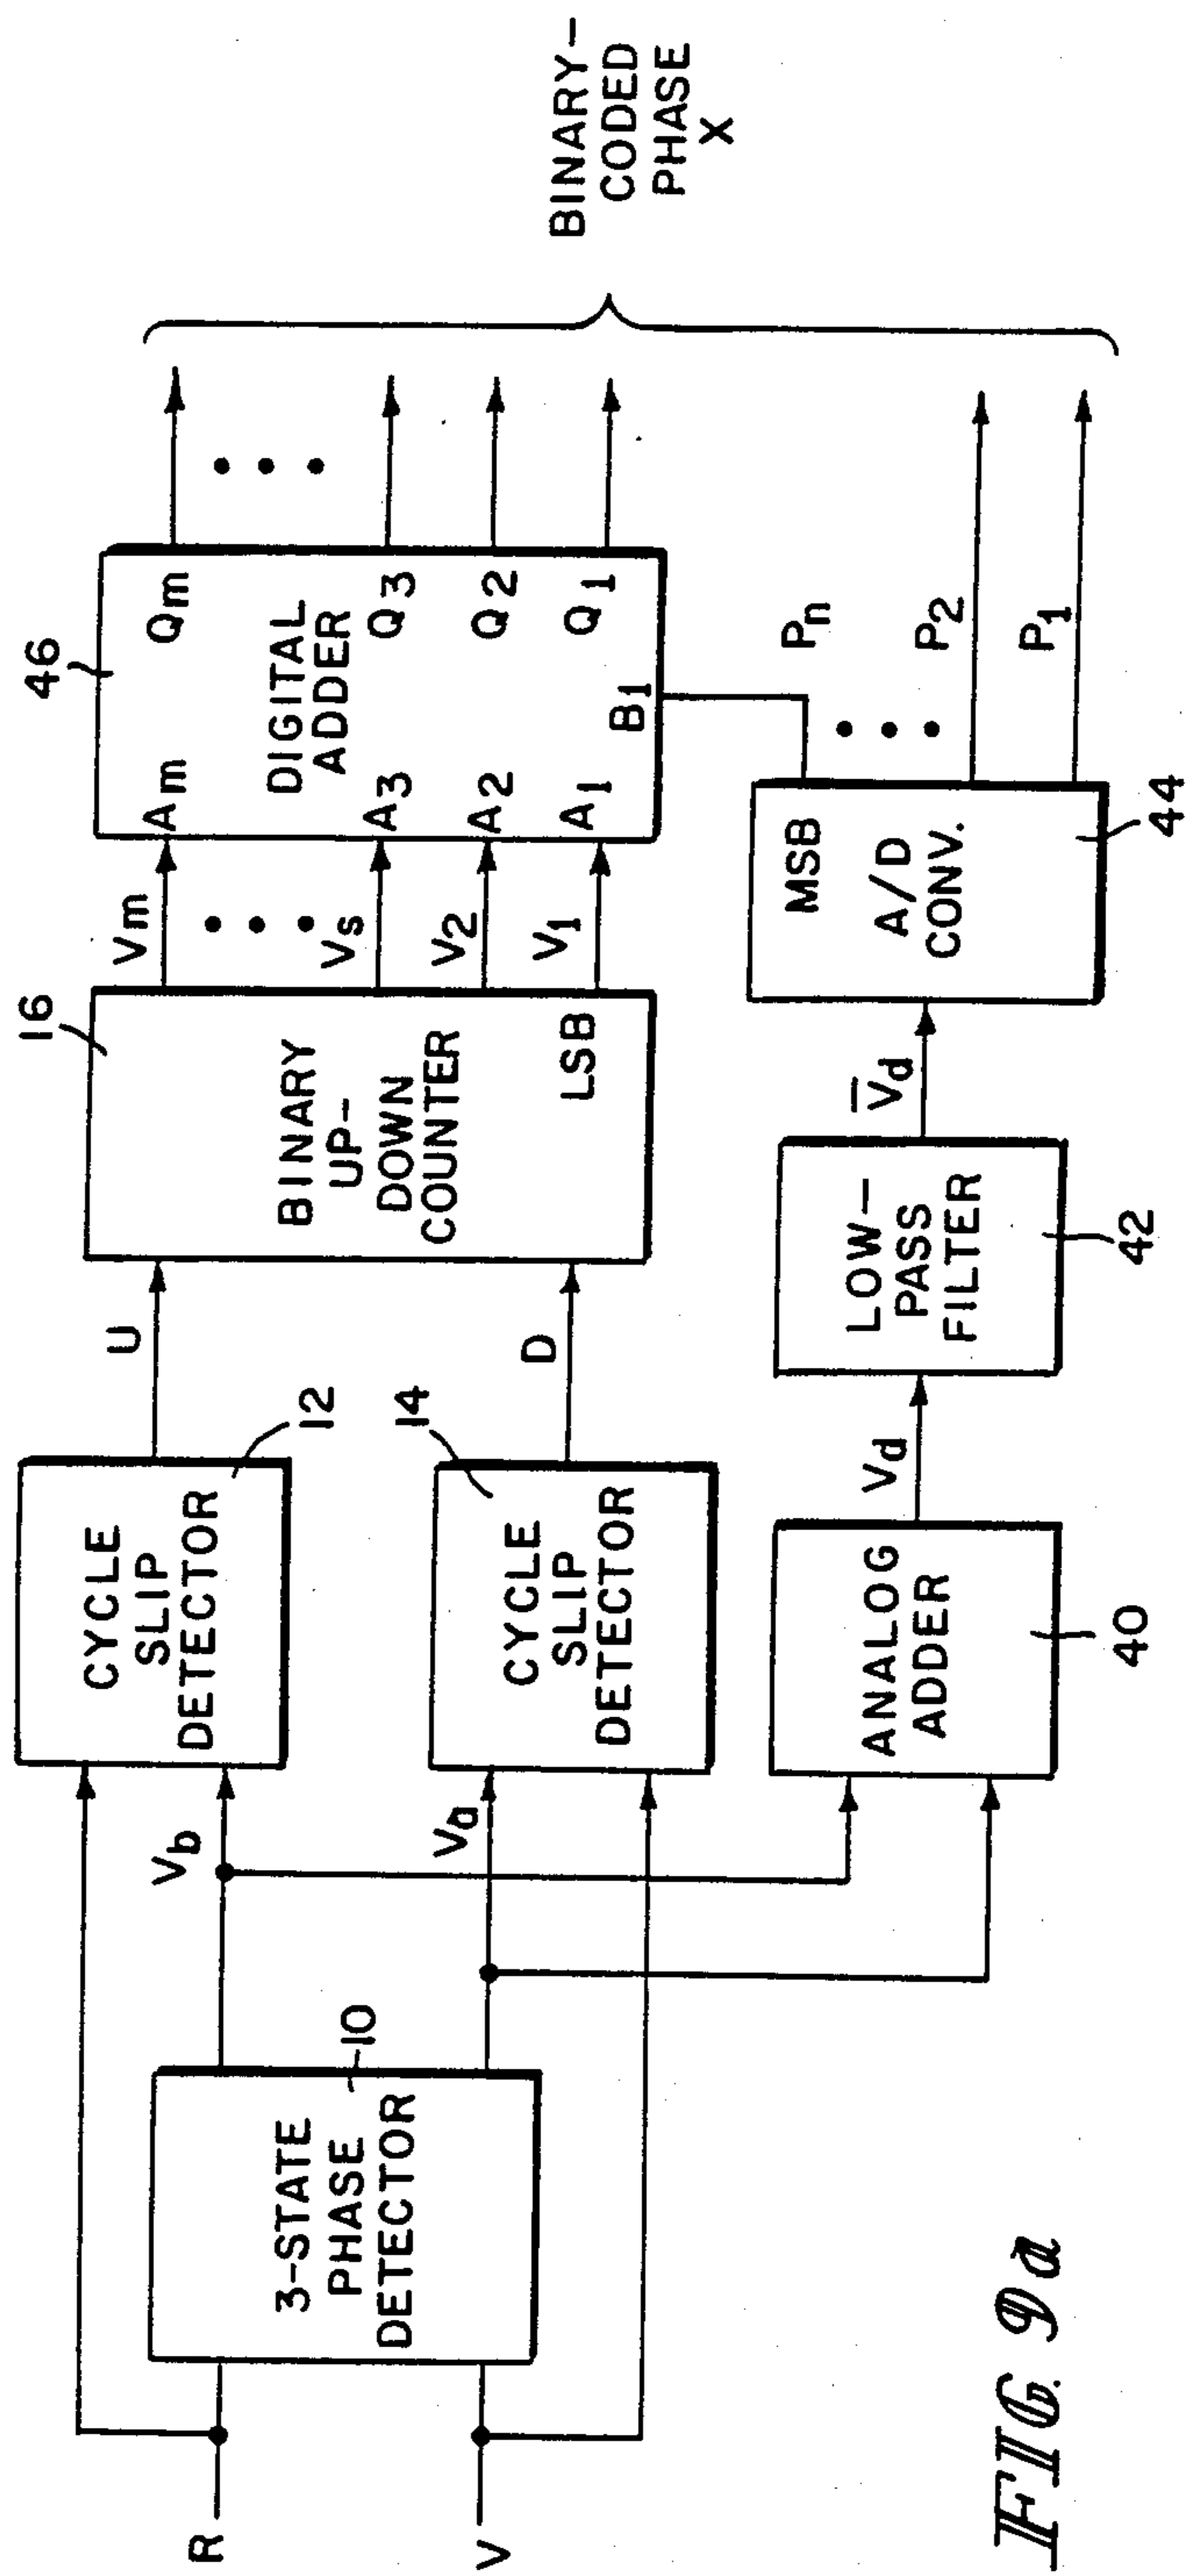 R
V
3-STATE
PHASE
DETECTOR
10
Vb
Va
CYCLE
SLIP
DETECTOR
12
CYCLE
SLIP
DETECTOR
14
ANALOG
ADDER
40
U
D
Vd
BINARY
UP-
DOWN
COUNTER
LSB
16
LOW-
PASS
FILTER
42
V̅d
Vm
Vs
V2
V1
Am
A3
A2
A1
DIGITAL
ADDER
B1
Qm
Q3
Q2
Q1
46
MSB
A/D
CONV.
44
Pn
P2
P1
BINARY-
CODED
PHASE
X
FIG. 9a